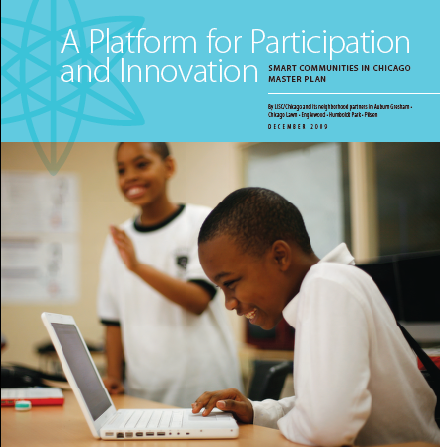 A Platform for Participation
and Innovation
SMART COMMUNITIES IN CHICAGO
MASTER PLAN
By LISC/Chicago and its neighborhood partners in Auburn Gresham •
Chicago Lawn • Englewood • Humboldt Park • Pilsen
DECEMBER 2009